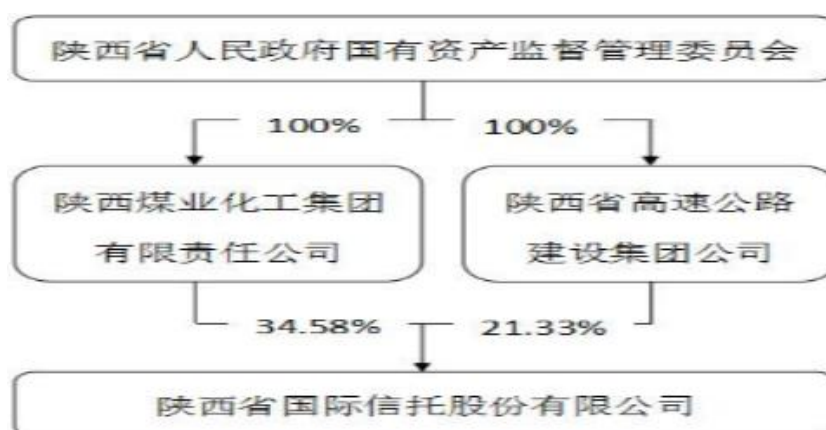 陕西省人民政府国有资产监督管理委员会
100% 100%
陕西煤业化工集团
有限责任公司
陕西省高速公路
建设集团公司
34.58% 21.33%
陕西省国际信托股份有限公司